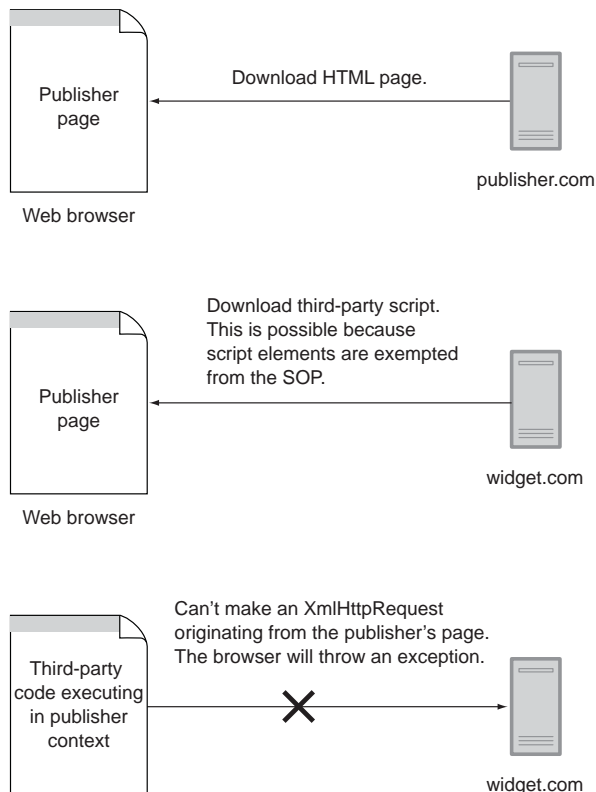 Publisher
page
Download HTML page.
publisher.com
Web browser
Download third-party script.
This is possible because
script elements are exempted
from the SOP.
Publisher
page
widget.com
Web browser
Can't make an XmlHttpRequest
originating from the publisher's page.
The browser will throw an exception.
Third-party
code executing
in publisher
context
widget.com